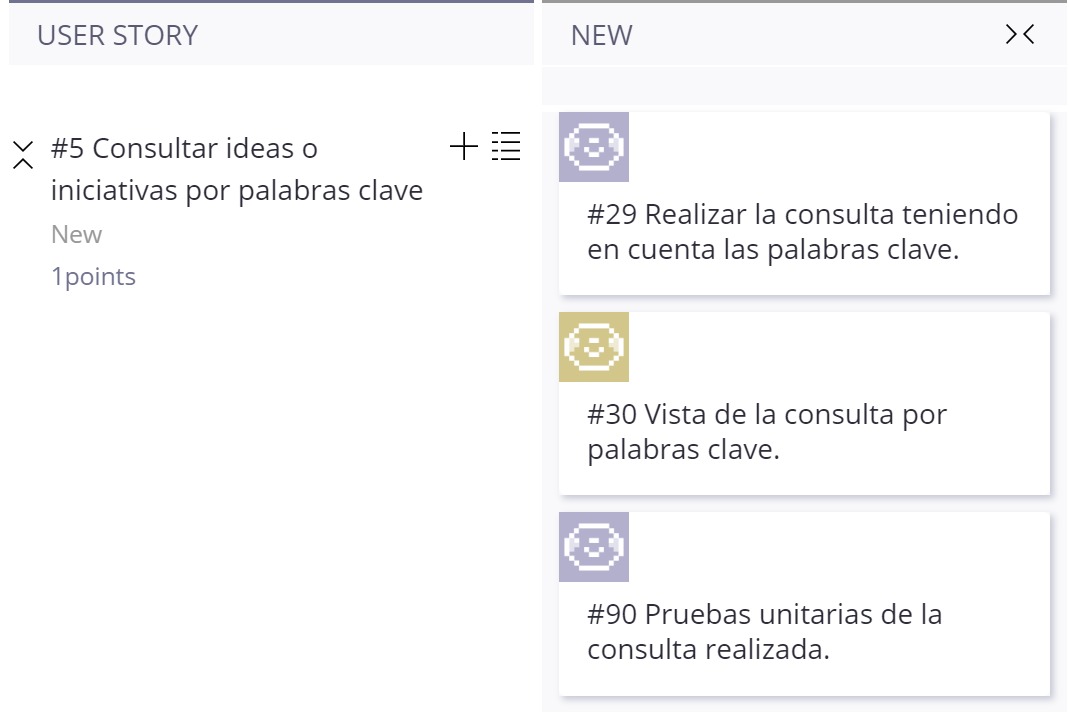 USER STORY
NEW
#5 Consultar ideas o
iniciativas por palabras clave
New
1points
#29 Realizar la consulta teniendo
en cuenta las palabras clave.
#30 Vista de la consulta por
palabras clave.
#90 Pruebas unitarias de la
consulta realizada.